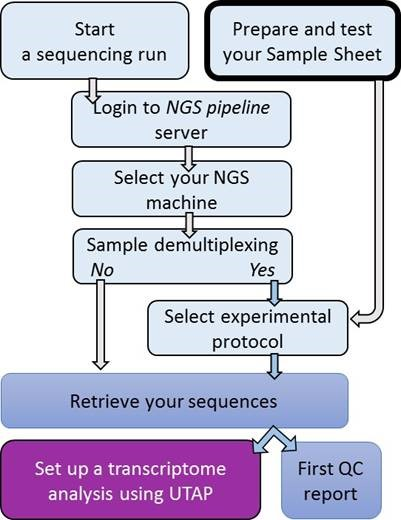 Start
a sequencing run
Prepare and test
your Sample Sheet
Login to NGS pipeline
server
Select your NGS
machine
Sample demultiplexing
No Yes
Select experimental
protocol
Retrieve your sequences
Set up a transcriptome
analysis using UTAP
First QC
report